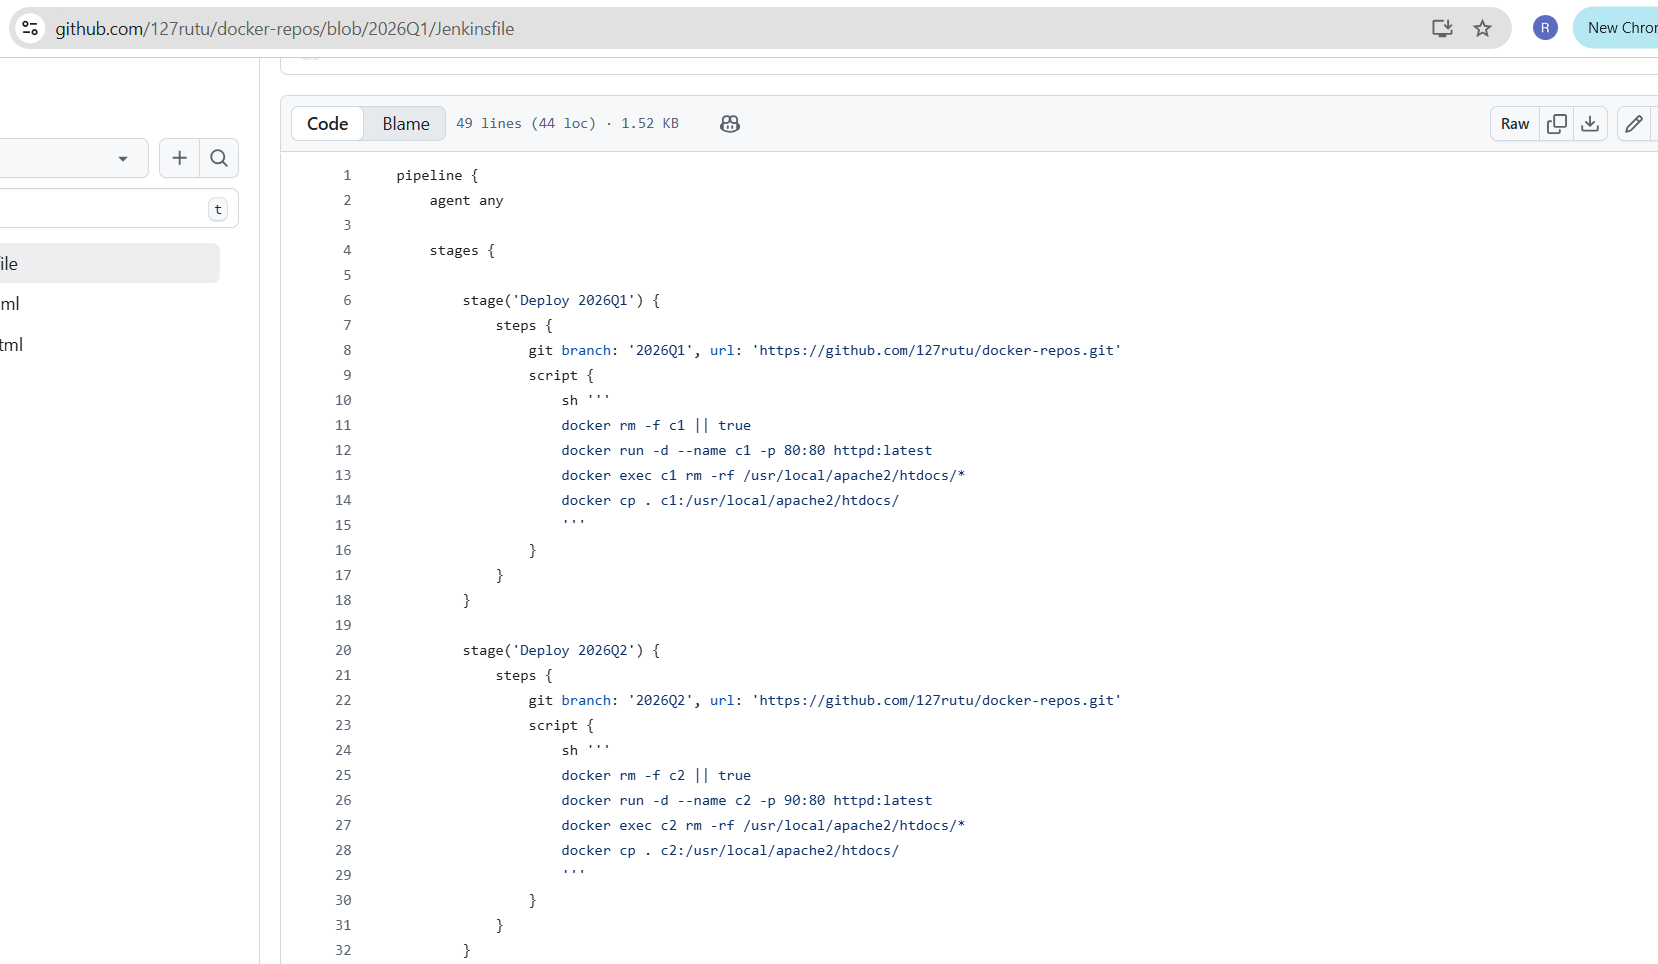 github.com/127rutu/docker-repos/blob/2026Q1/Jenkinsfile
R
New Chror
Code
Blame
49 lines (44 loc) · 1.52 KB
Raw
t
ile
ml
tml
1 pipeline {
2     agent any
3
4     stages {
5
6         stage('Deploy 2026Q1') {
7             steps {
8                 git branch: '2026Q1', url: 'https://github.com/127rutu/docker-repos.git'
9                 script {
10                     sh '''
11                     docker rm -f c1 || true
12                     docker run -d --name c1 -p 80:80 httpd:latest
13                     docker exec c1 rm -rf /usr/local/apache2/htdocs/*
14                     docker cp . c1:/usr/local/apache2/htdocs/
15                     '''
16                 }
17             }
18         }
19
20         stage('Deploy 2026Q2') {
21             steps {
22                 git branch: '2026Q2', url: 'https://github.com/127rutu/docker-repos.git'
23                 script {
24                     sh '''
25                     docker rm -f c2 || true
26                     docker run -d --name c2 -p 90:80 httpd:latest
27                     docker exec c2 rm -rf /usr/local/apache2/htdocs/*
28                     docker cp . c2:/usr/local/apache2/htdocs/
29                     '''
30                 }
31             }
32         }